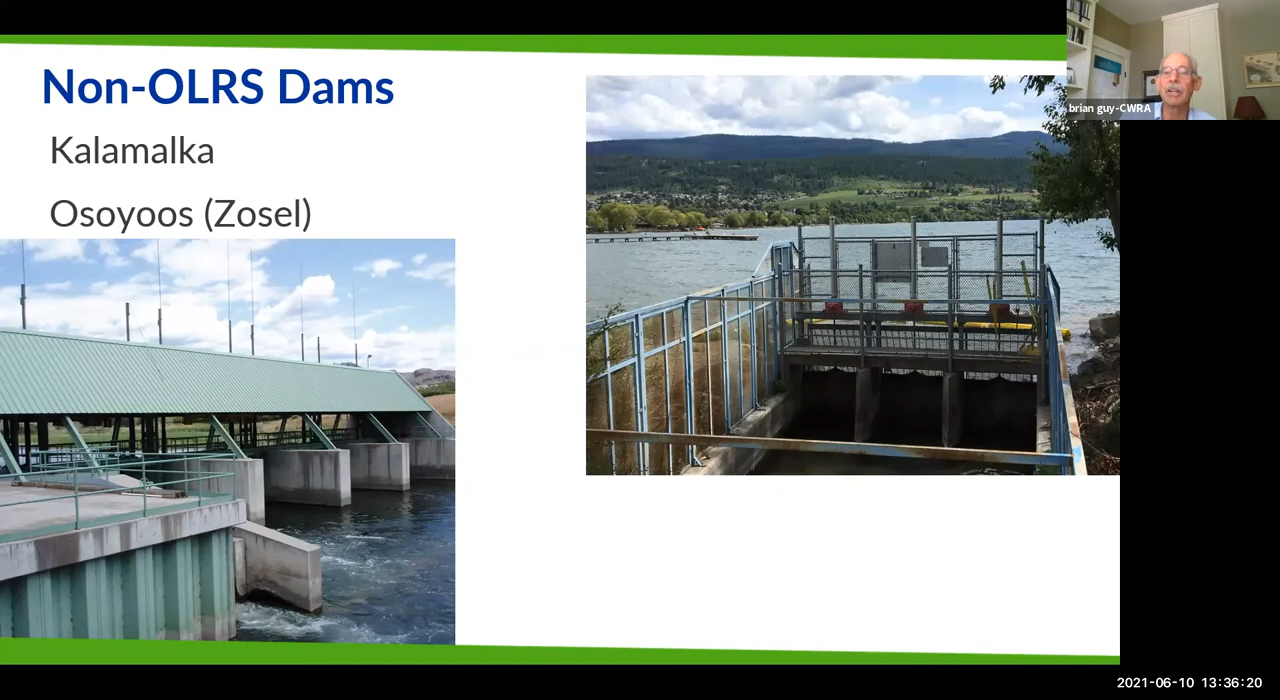 Non-OLRS Dams
Kalamalka
Osoyoos (Zosel)
brian guy-CWRA
2021-06-10 13:36:20